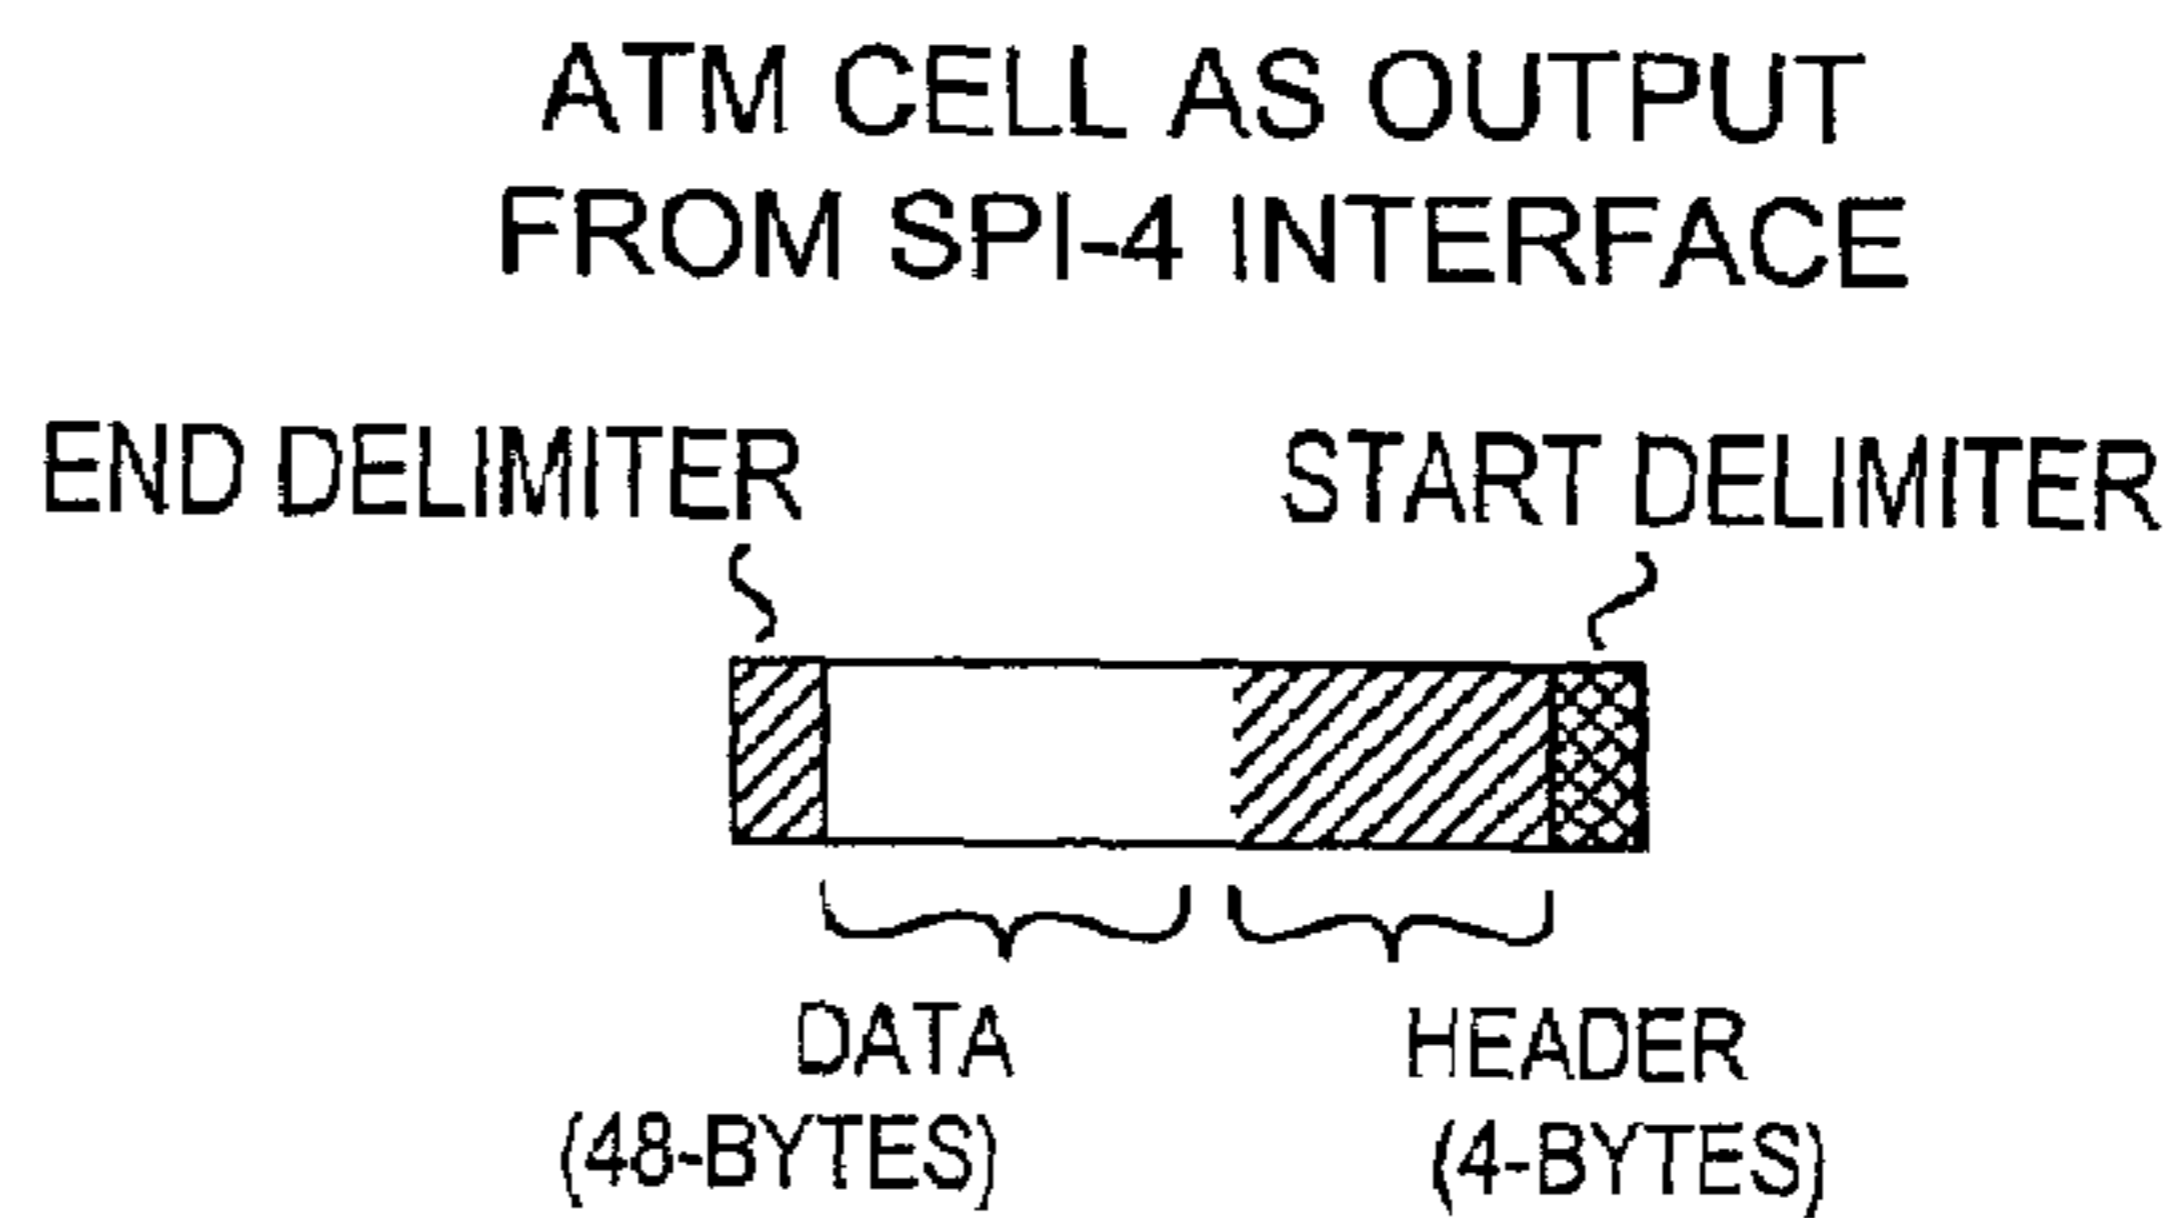 ATM CELL AS OUTPUT
FROM SPI-4 INTERFACE
END DELIMITER
START DELIMITER
DATA
(48-BYTES)
HEADER
(4-BYTES)